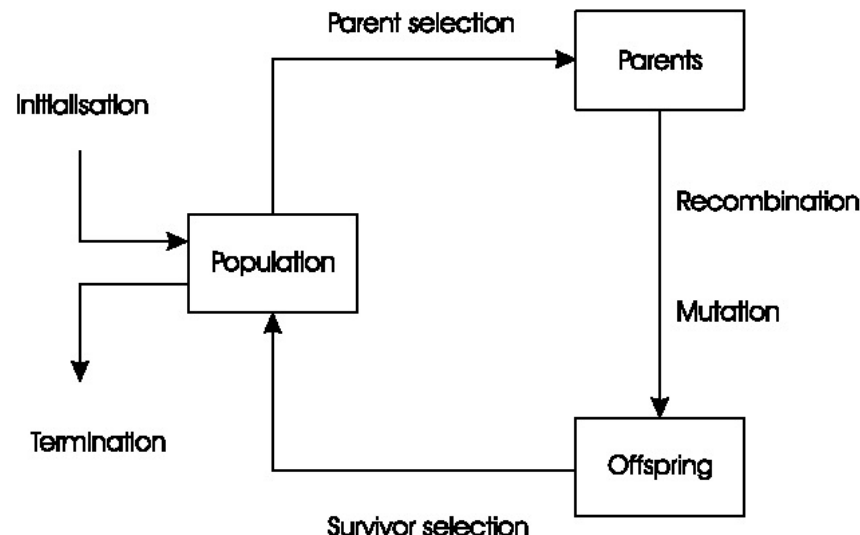 Parent selection
Parents
Initialisation
Recombination
Population
Mutation
Termination
Offspring
Survivor selection